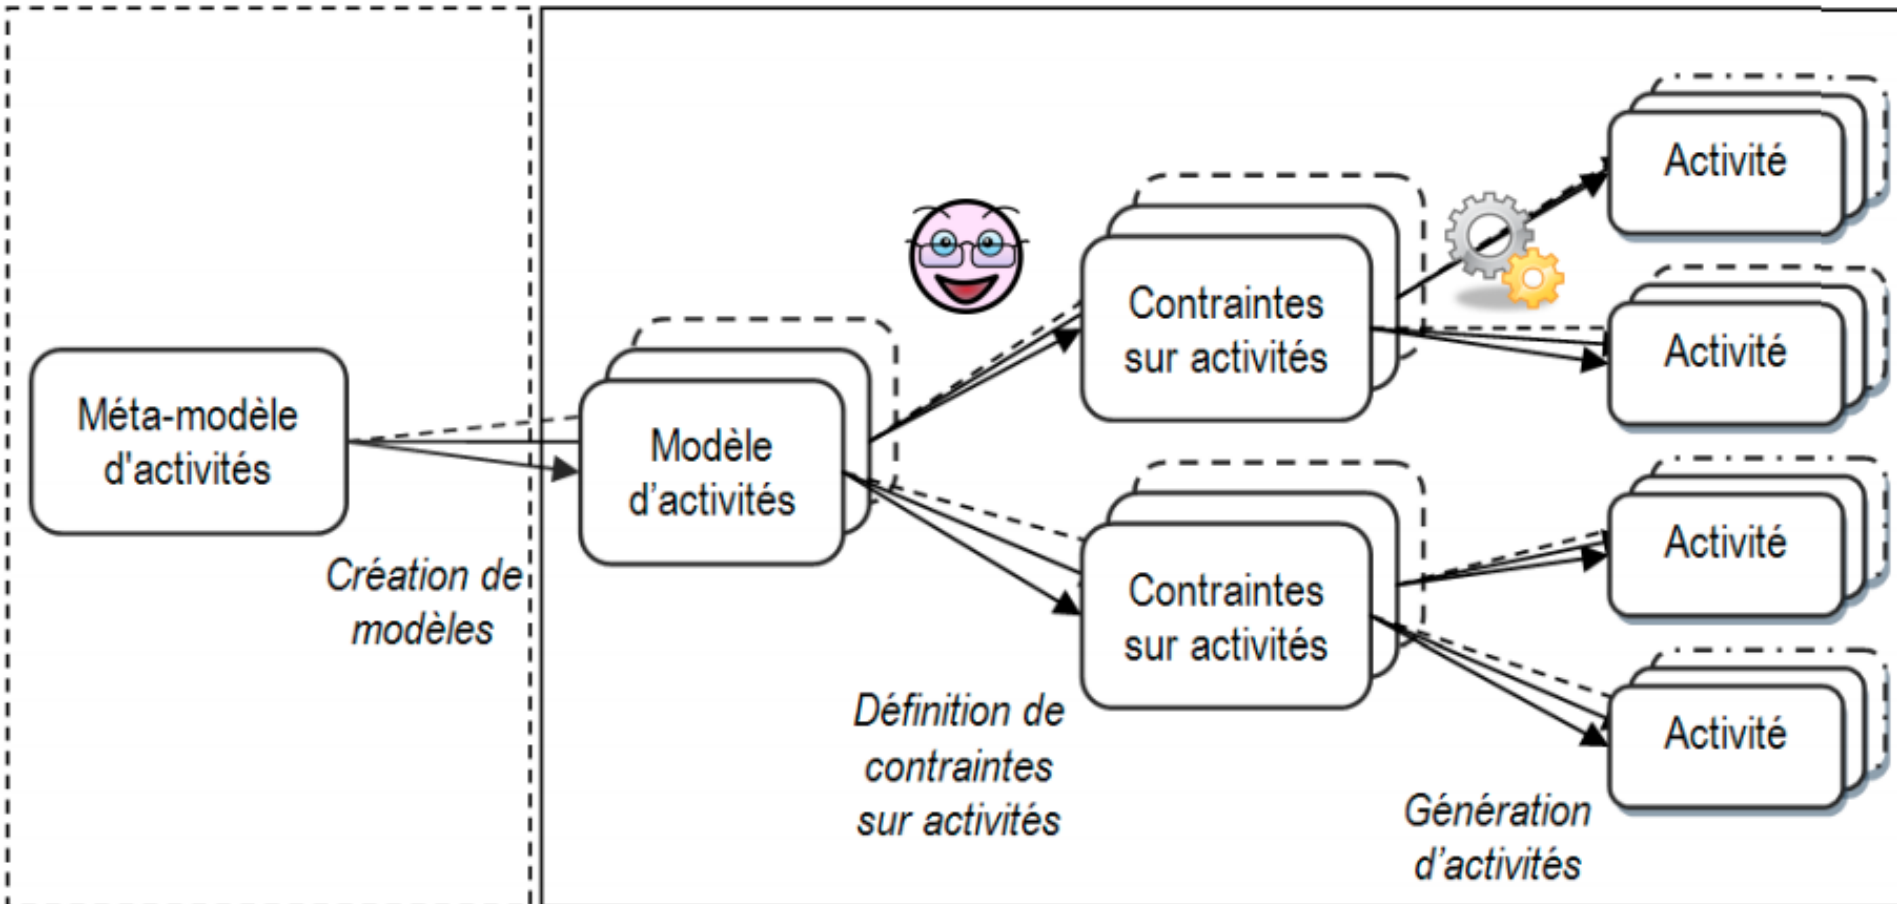 Méta-modèle
d'activités
Création de
modèles
Modèle
d’activités
Définition de
contraintes
sur activités
Contraintes
sur activités
Contraintes
sur activités
Génération
d’activités
Activité
Activité
Activité
Activité